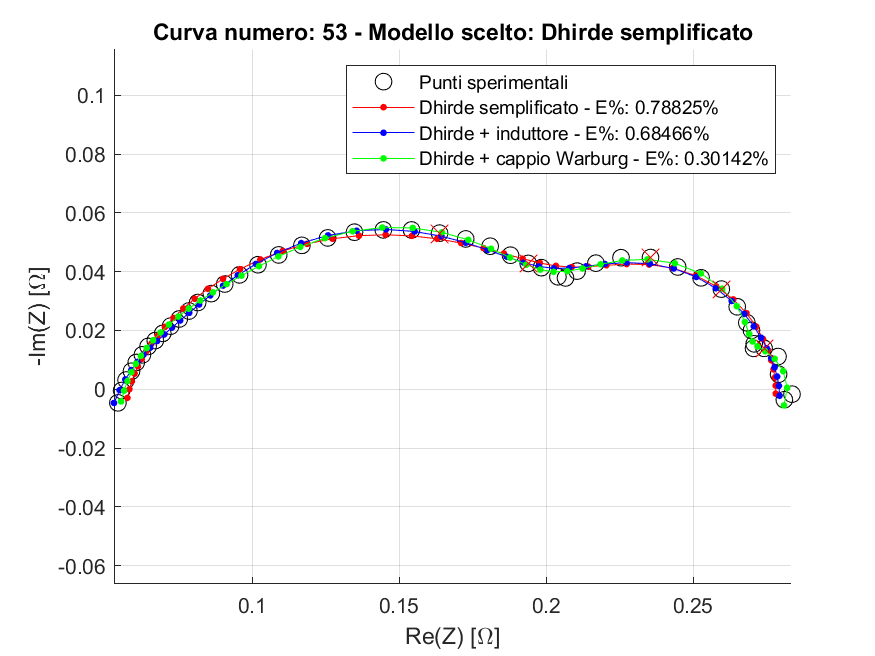 Curva numero: 53 - Modello scelto: Dhirde semplificato
Punti sperimentali
Dhirde semplificato - E%: 0.78825%
Dhirde + induttore - E%: 0.68466%
Dhirde + cappio Warburg - E%: 0.30142%
0.1
0.08
0.06
0.04
0.02
0
-0.02
-0.04
-0.06
-Im(Z) [Ω]
0.1
0.15
0.2
0.25
Re(Z) [Ω]